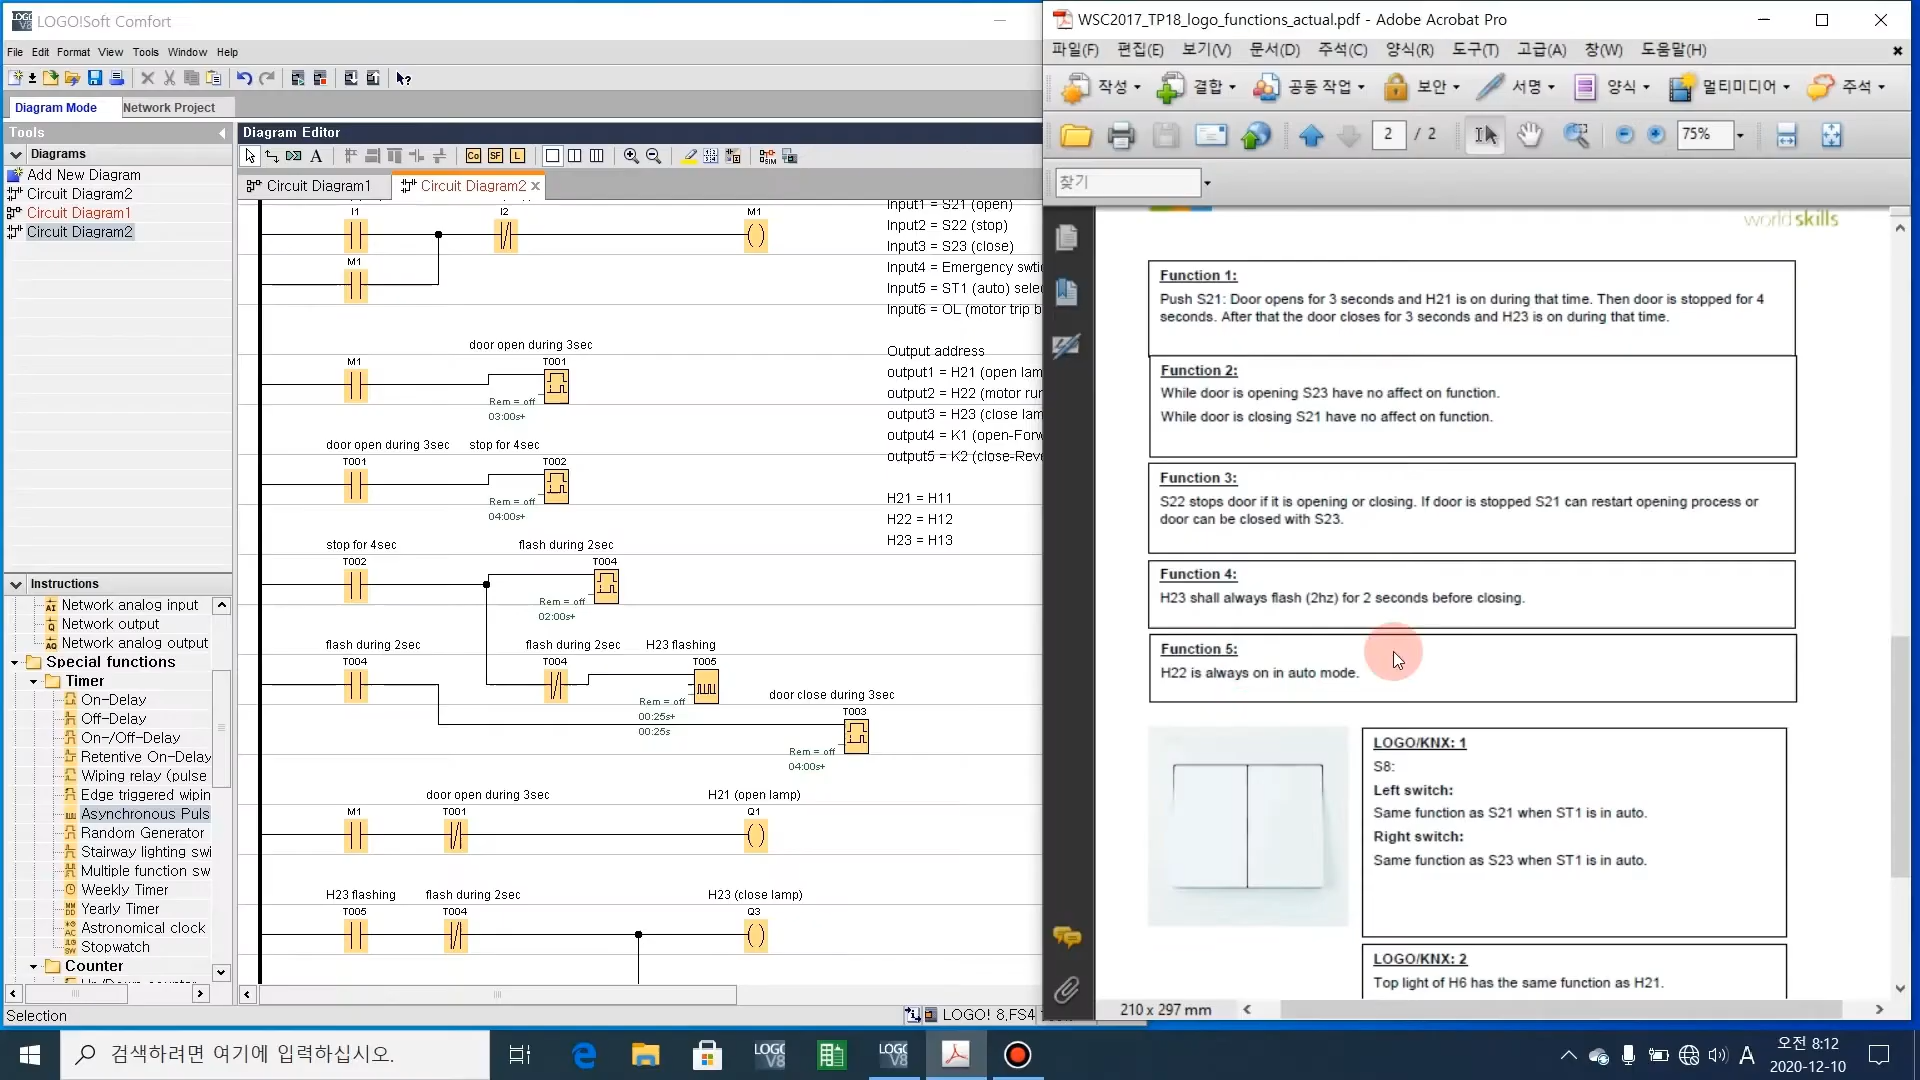 LOGO!Soft Comfort
File Edit Format View Tools Window Help
Diagram Mode
Network Project
Tools
Diagrams
Add New Diagram
Circuit Diagram2
Circuit Diagram1
Circuit Diagram2
Instructions
Network analog input
Network output
Network analog output
Special functions
Timer
On-Delay
Off-Delay
On-/Off-Delay
Retentive On-Delay
Wiping relay (pulse
Edge triggered wipin
Asynchronous Puls
Random Generator
Stairway lighting swi
Multiple function sw
Weekly Timer
Yearly Timer
Astronomical clock
Stopwatch
Counter
Selection
Diagram Editor
Circuit Diagram1
Circuit Diagram2
I1
I2
M1
M1
door open during 3sec
M1
T001
Rem = off
03:00s+
door open during 3sec
stop for 4sec
T001
T002
Rem = off
04:00s+
stop for 4sec
flash during 2sec
T002
T004
Rem = off
02:00s+
flash during 2sec
flash during 2sec
H23 flashing
T004
T004
T005
Rem = off
00:25s+
00:25s
door close during 3sec
T003
Rem = off
04:00s+
door open during 3sec
H21 (open lamp)
M1
T001
Q1
H23 flashing
flash during 2sec
H23 (close lamp)
T005
T004
Q3
Input1 = S21 (open)
Input2 = S22 (stop)
Input3 = S23 (close)
Input4 = Emergency swti
Input5 = ST1 (auto) selec
Input6 = OL (motor trip b
Output address
output1 = H21 (open lam
output2 = H22 (motor rur
output3 = H23 (close lam
output4 = K1 (open-Forw
output5 = K2 (close-Reve
H21 = H11
H22 = H12
H23 = H13
LOGO! 8,FS4
WSC2017_TP18_logo_functions_actual.pdf - Adobe Acrobat Pro
파일(F) 편집(E) 보기(V) 문서(D) 주석(C) 양식(R) 도구(T) 고급(A) 창(W) 도움말(H)
작성 결합 공동 작업 보안 서명 양식 멀티미디어 주석
2 / 2
75%
찾기
world skills
Function 1:
Push S21: Door opens for 3 seconds and H21 is on during that time. Then door is stopped for 4
seconds. After that the door closes for 3 seconds and H23 is on during that time.
Function 2:
While door is opening S23 have no affect on function.
While door is closing S21 have no affect on function.
Function 3:
S22 stops door if it is opening or closing. If door is stopped S21 can restart opening process or
door can be closed with S23.
Function 4:
H23 shall always flash (2hz) for 2 seconds before closing.
Function 5:
H22 is always on in auto mode.
LOGO/KNX: 1
S8:
Left switch:
Same function as S21 when ST1 is in auto.
Right switch:
Same function as S23 when ST1 is in auto.
LOGO/KNX: 2
Top light of H6 has the same function as H21.
210 x 297 mm
검색하려면 여기에 입력하십시오.
A
오전 8:12
2020-12-10